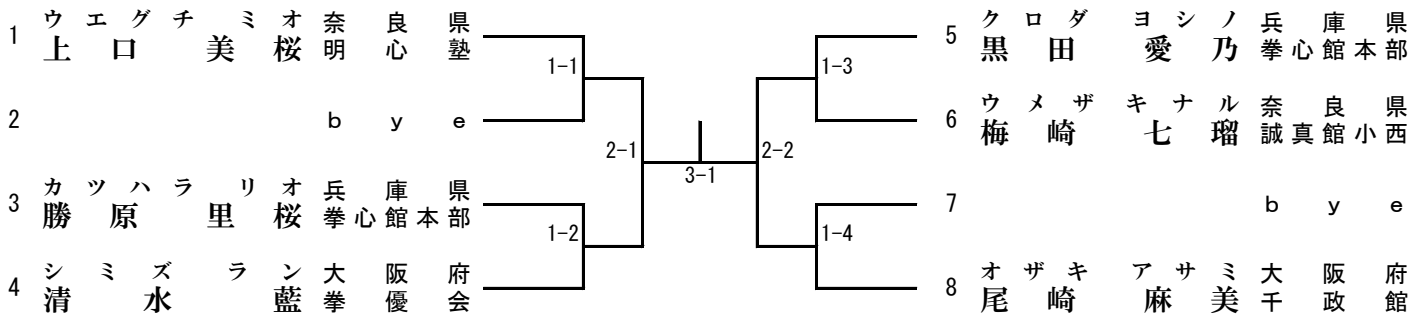 ウエグチ ミオ 奈良県
1 上口 美桜 明心塾
1-1
2 bye
2-1
カツハラ リオ 兵庫県
3 勝原 里桜 拳心館本部
1-2
シミズ ラン 大阪府
4 清水 藍 拳優会
3-1
クロダ ヨシノ 兵庫県
5 黒田 愛乃 拳心館本部
1-3
ウメザキナル 奈良県
6 梅崎 七瑠 誠真館小西
2-2
7 bye
1-4
オザキ アサミ 大阪府
8 尾崎 麻美 千政館